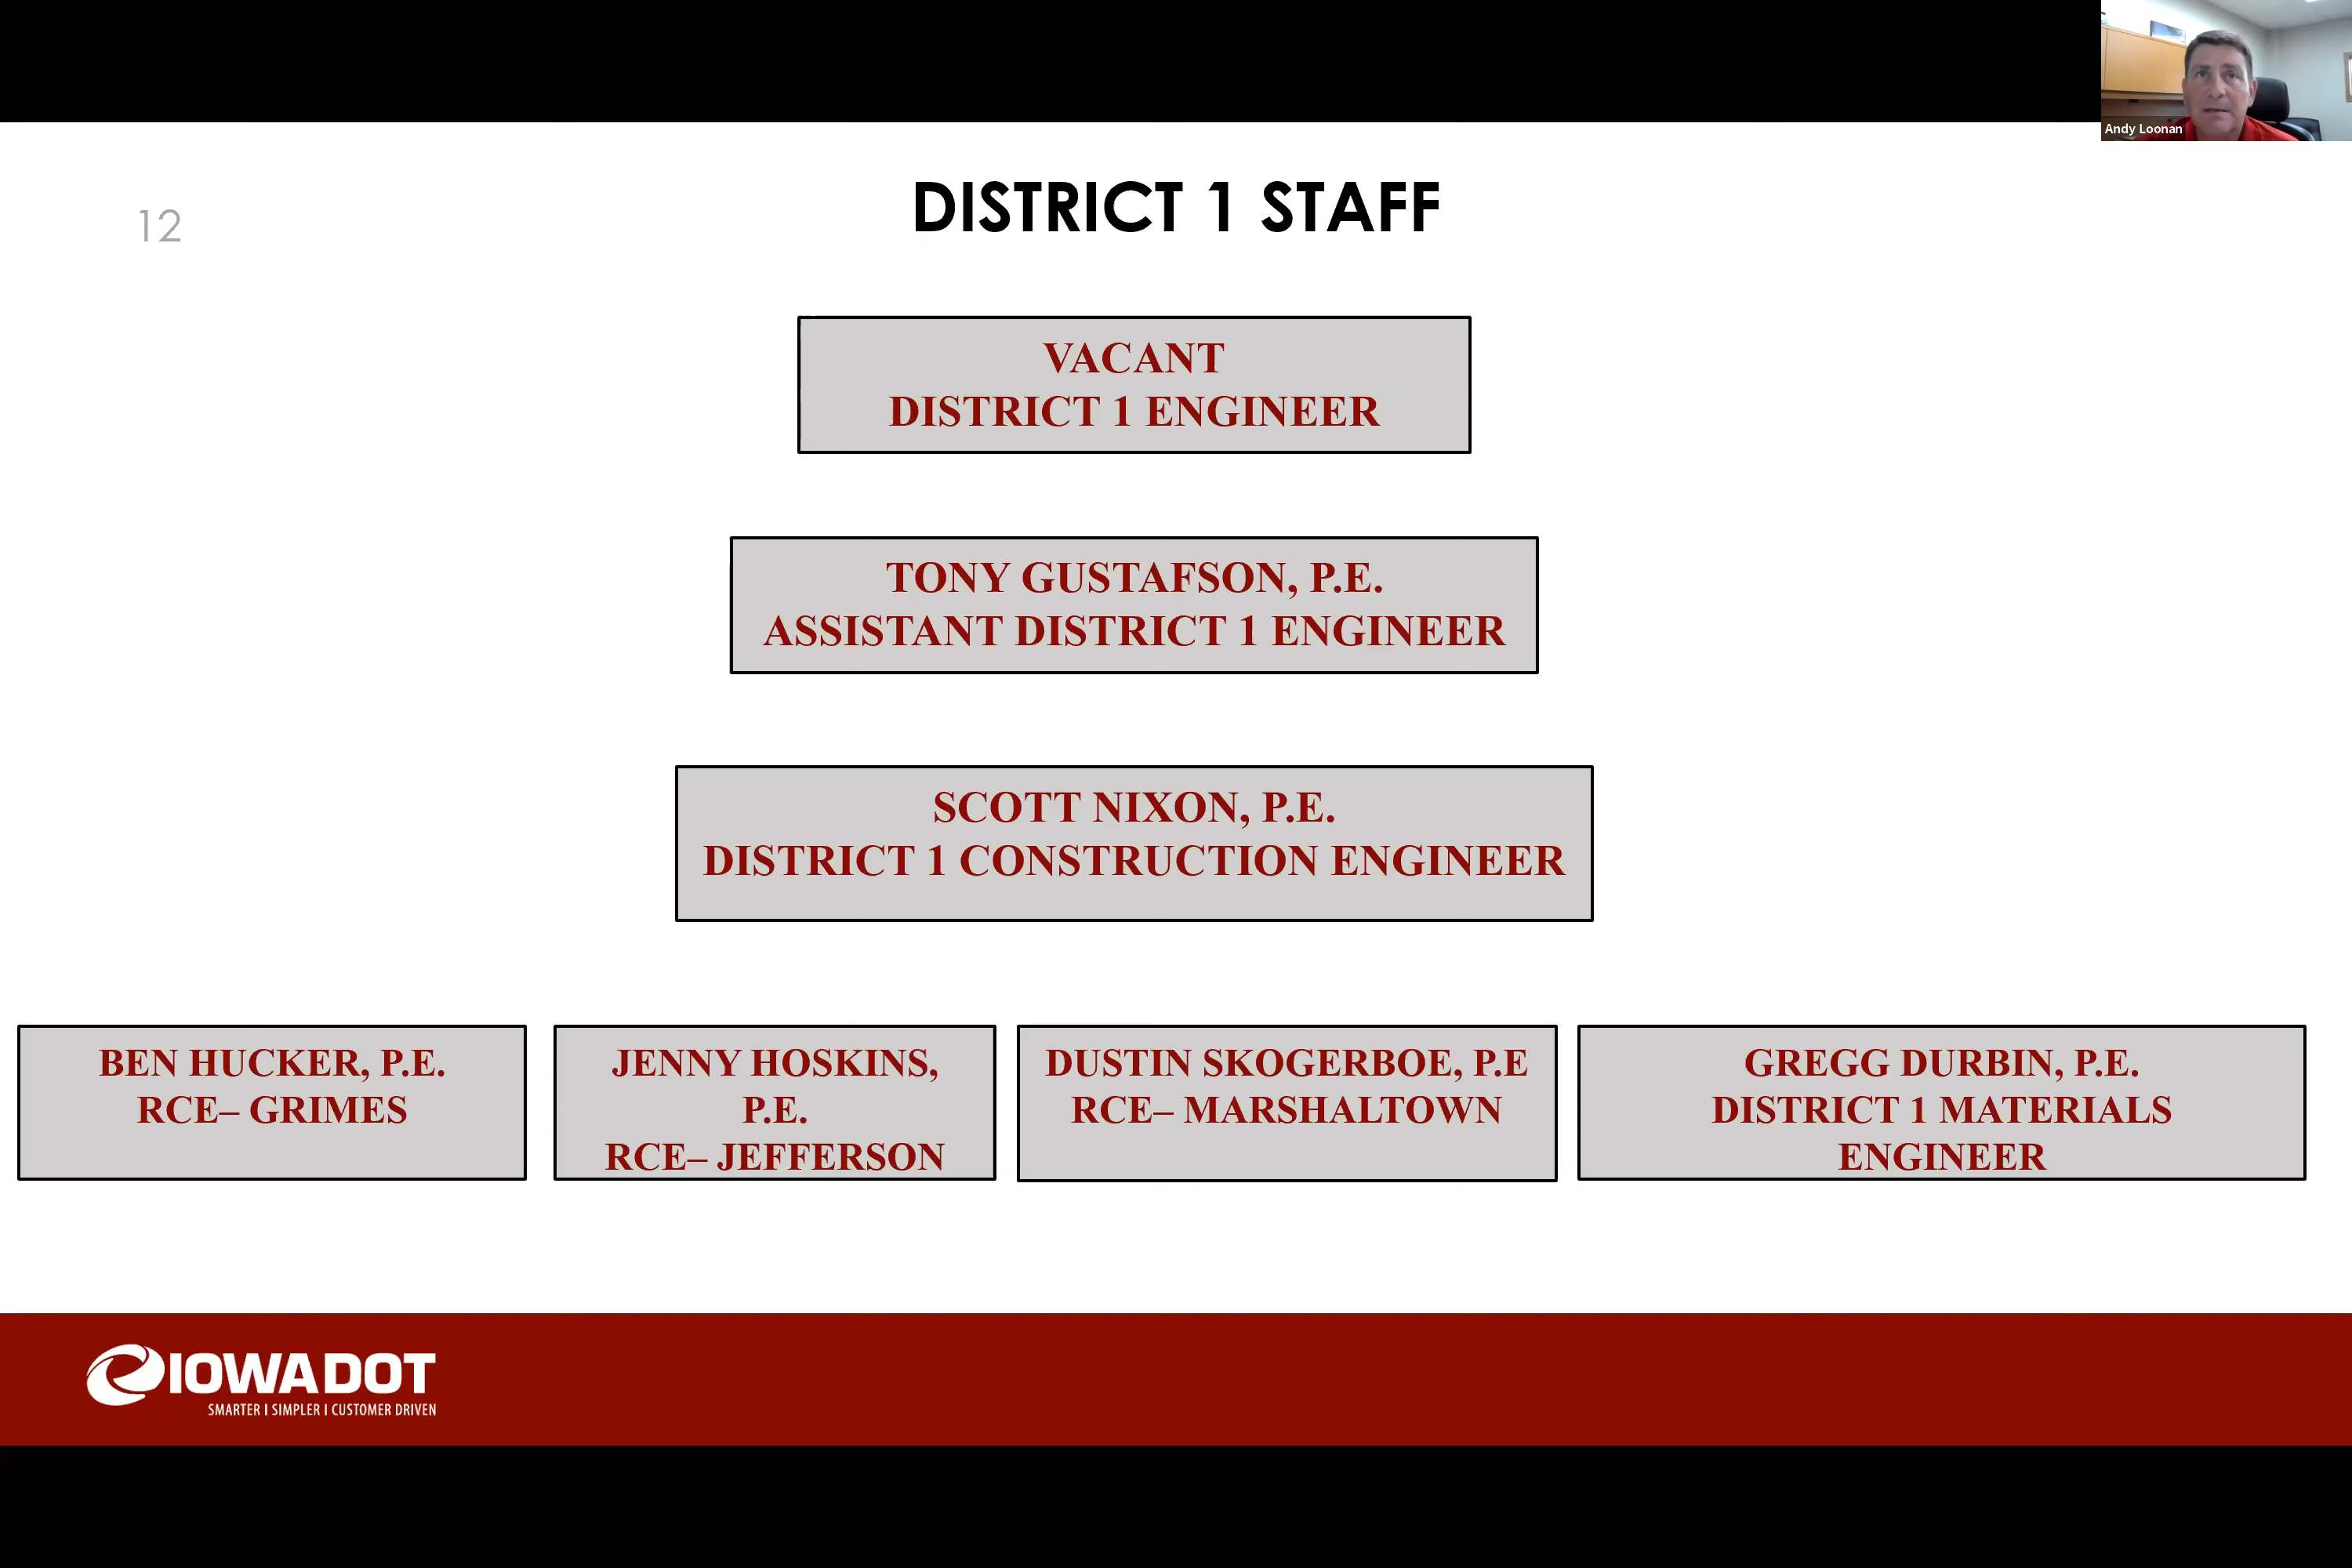 Andy Loonan
12
DISTRICT 1 STAFF
VACANT
DISTRICT 1 ENGINEER
TONY GUSTAFSON, P.E.
ASSISTANT DISTRICT 1 ENGINEER
SCOTT NIXON, P.E.
DISTRICT 1 CONSTRUCTION ENGINEER
BEN HUCKER, P.E.
RCE– GRIMES
JENNY HOSKINS,
P.E.
RCE– JEFFERSON
DUSTIN SKOGERBOE, P.E
RCE– MARSHALTOWN
GREGG DURBIN, P.E.
DISTRICT 1 MATERIALS
ENGINEER
IOWADOT
SMARTER I SIMPLER I CUSTOMER DRIVEN